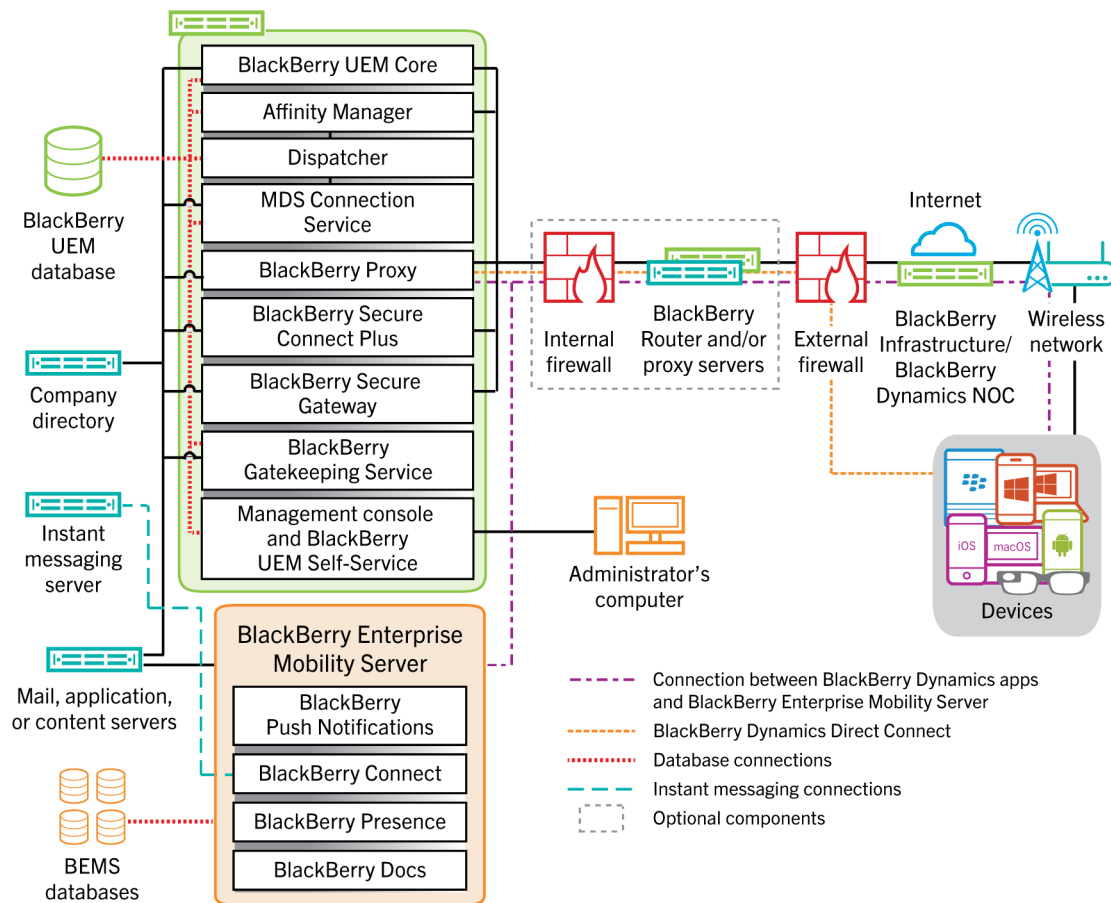 BlackBerry UEM Core
Affinity Manager
Dispatcher
MDS Connection
Service
BlackBerry Proxy
BlackBerry Secure
Connect Plus
BlackBerry Secure
Gateway
BlackBerry
Gatekeeping Service
Management console
and BlackBerry
UEM Self-Service
BlackBerry
UEM
database
Company
directory
Instant
messaging
server
Mail, application,
or content servers
BEMS
databases
BlackBerry Enterprise
Mobility Server
BlackBerry
Push Notifications
BlackBerry Connect
BlackBerry Presence
BlackBerry Docs
Internal
firewall
BlackBerry
Router and/or
proxy servers
External
firewall
Internet
BlackBerry
Infrastructure/
BlackBerry
Dynamics NOC
Wireless
network
iOS
macOS
Devices
Administrator's
computer
Connection between BlackBerry Dynamics apps
and BlackBerry Enterprise Mobility Server
BlackBerry Dynamics Direct Connect
Database connections
Instant messaging connections
Optional components